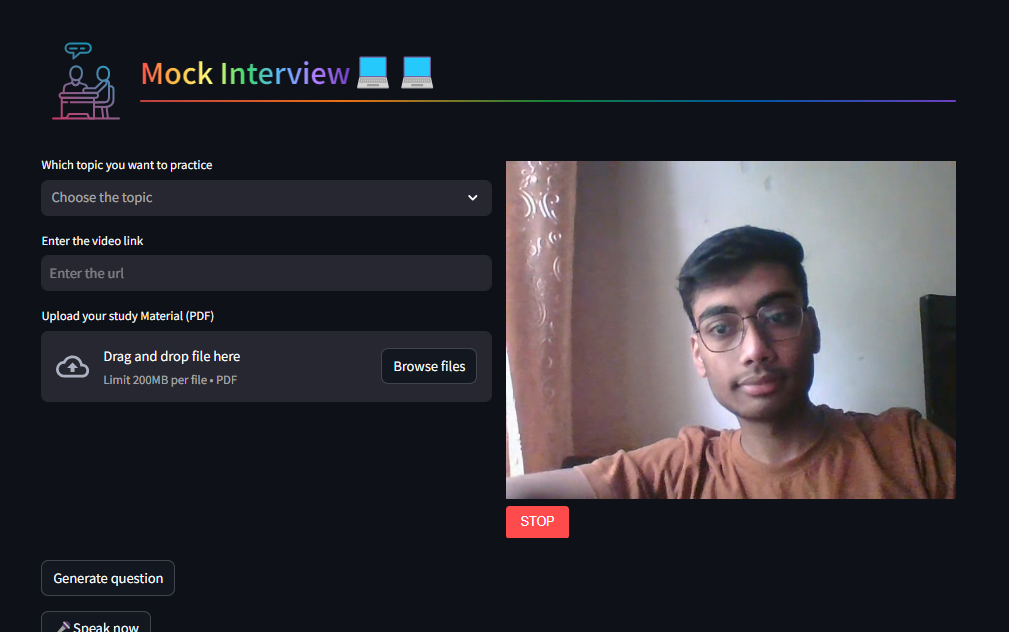 Mock Interview
Which topic you want to practice
Choose the topic
Enter the video link
Enter the url
Upload your study Material (PDF)
Drag and drop file here
Limit 200MB per file • PDF
Browse files
STOP
Generate question
Speak now